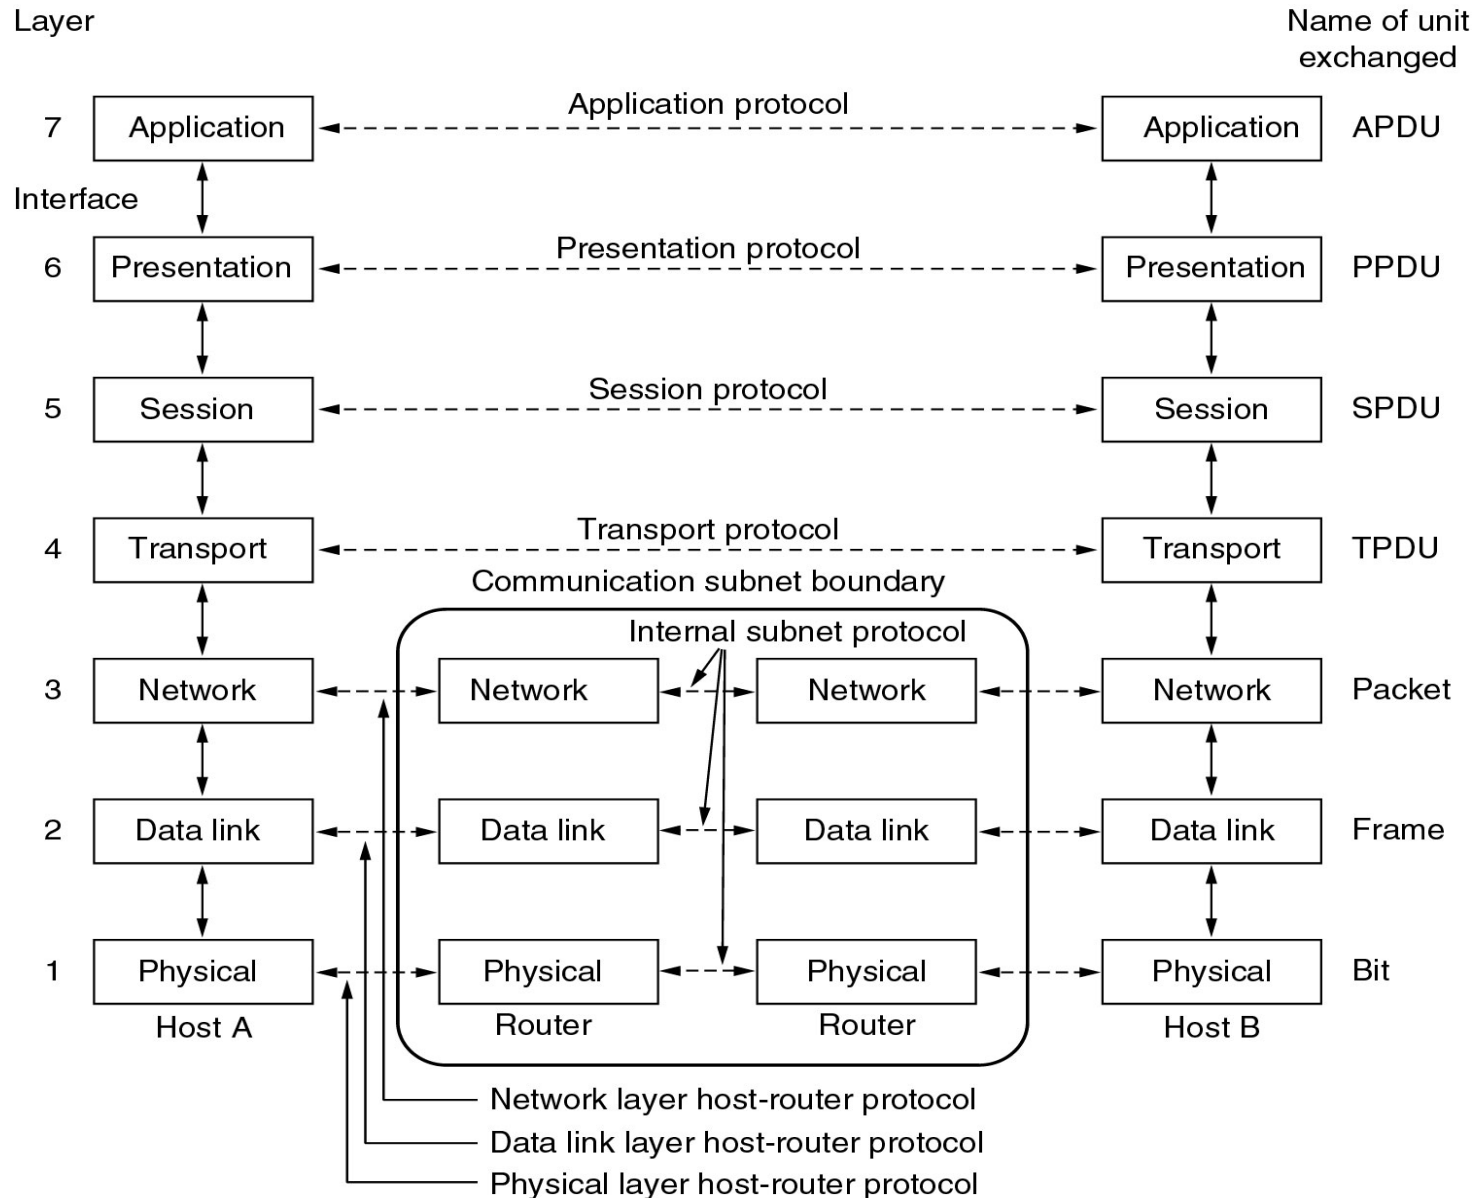 Layer
Name of unit
exchanged
Application protocol
7
Application
Application
APDU
Interface
Presentation protocol
6
Presentation
Presentation
PPDU
Session protocol
5
Session
Session
SPDU
Transport protocol
4
Transport
Transport
TPDU
Communication subnet boundary
Internal subnet protocol
3
Network
Network
Network
Network
Packet
2
Data link
Data link
Data link
Data link
Frame
1
Physical
Physical
Physical
Physical
Bit
Host A
Router
Router
Host B
Network layer host-router protocol
Data link layer host-router protocol
Physical layer host-router protocol